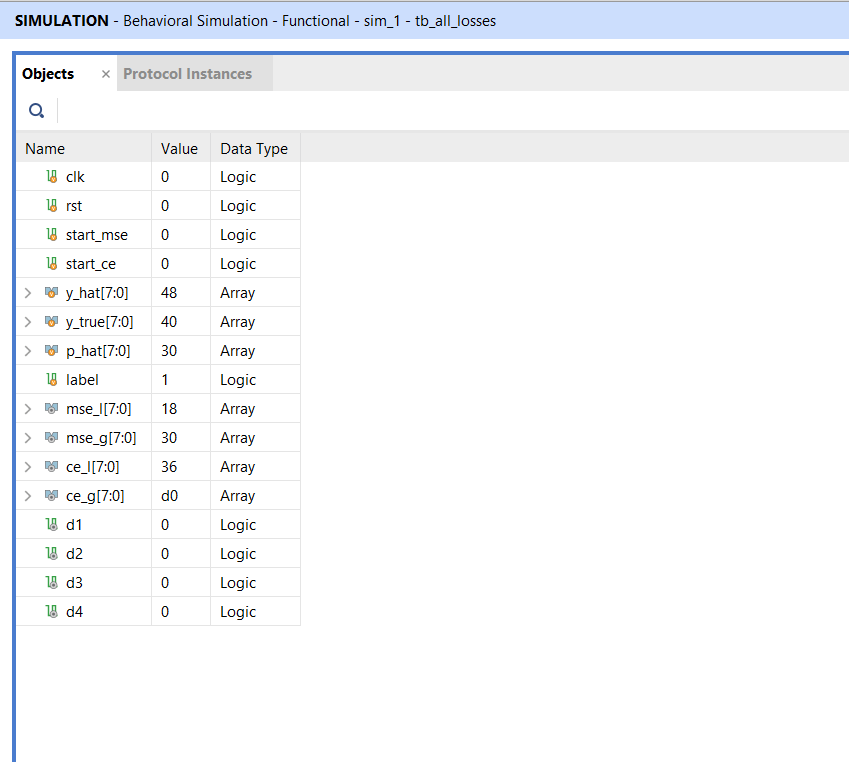 SIMULATION - Behavioral Simulation - Functional - sim_1 - tb_all_losses
Objects × Protocol Instances
Name Value Data Type
clk 0 Logic
rst 0 Logic
start_mse 0 Logic
start_ce 0 Logic
y_hat[7:0] 48 Array
y_true[7:0] 40 Array
p_hat[7:0] 30 Array
label 1 Logic
mse_l[7:0] 18 Array
mse_g[7:0] 30 Array
ce_l[7:0] 36 Array
ce_g[7:0] d0 Array
d1 0 Logic
d2 0 Logic
d3 0 Logic
d4 0 Logic